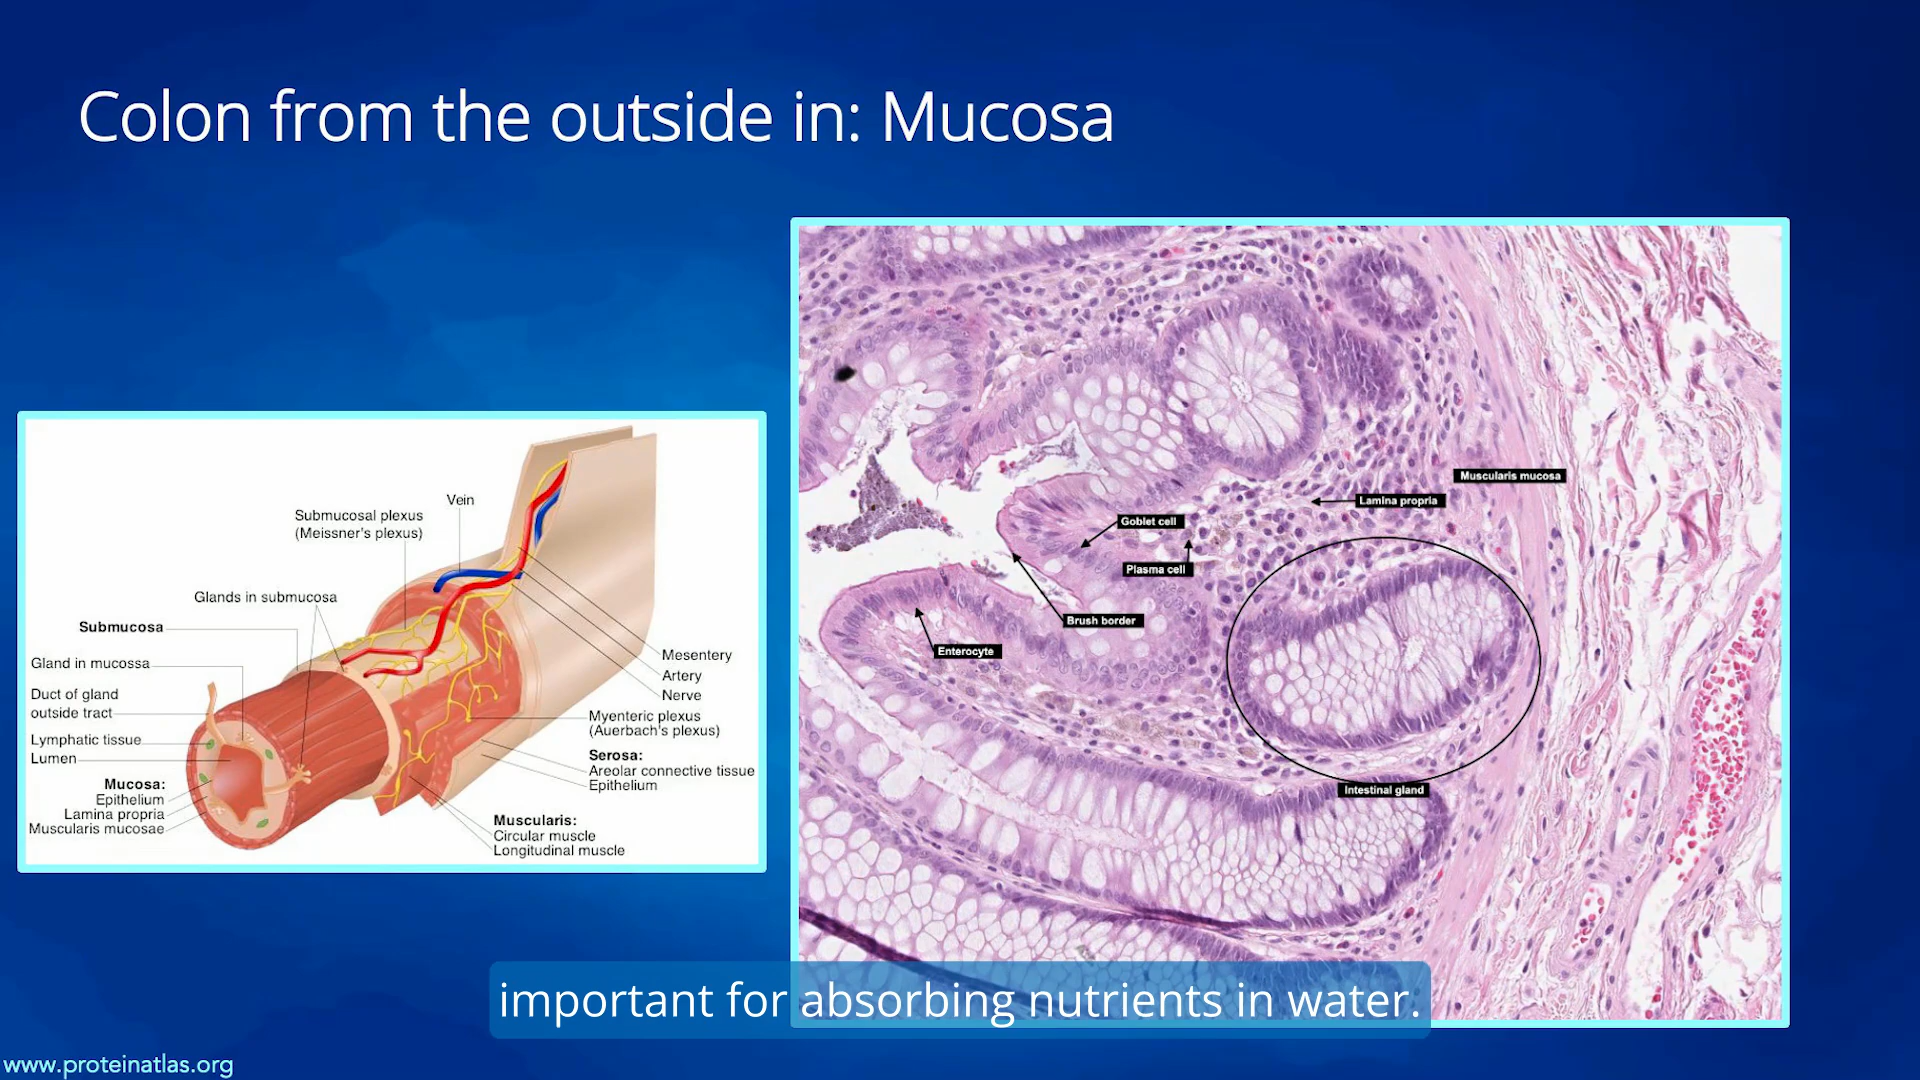 Colon from the outside in: Mucosa
Vein
Submucosal plexus
(Meissner's plexus)
Glands in submucosa
Submucosa
Gland in mucossa
Duct of gland
outside tract
Lymphatic tissue
Lumen
Mucosa:
Epithelium
Lamina propria
Muscularis mucosae
Mesentery
Artery
Nerve
Myenteric plexus
(Auerbach's plexus)
Serosa:
Areolar connective tissue
Epithelium
Muscularis:
Circular muscle
Longitudinal muscle
Muscularis mucosa
Lamina propria
Goblet cell
Plasma cell
Brush border
Enterocyte
Intestinal gland
important for absorbing nutrients in water.
www.proteinatlas.org